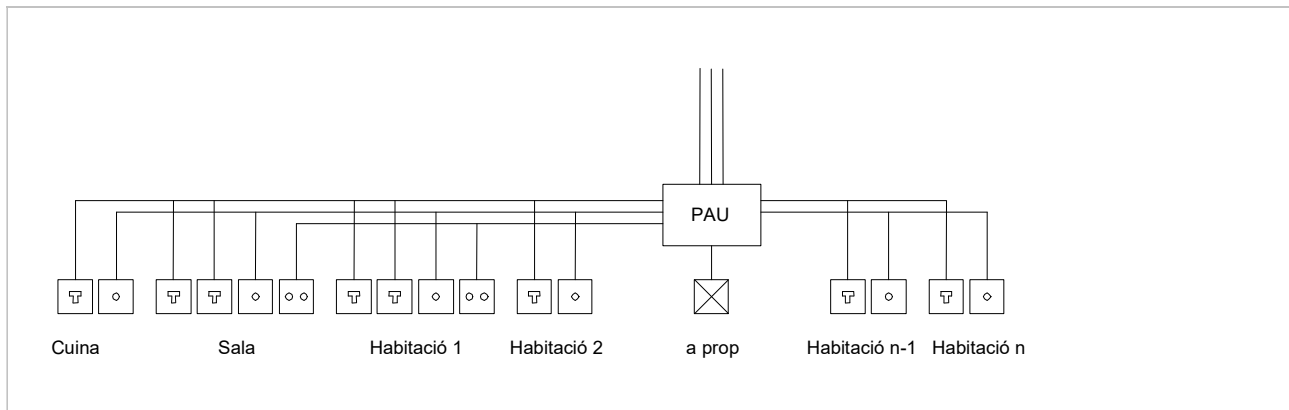 PAU
Cuina
Sala
Habitació 1
Habitació 2
a prop
Habitació n-1
Habitació n